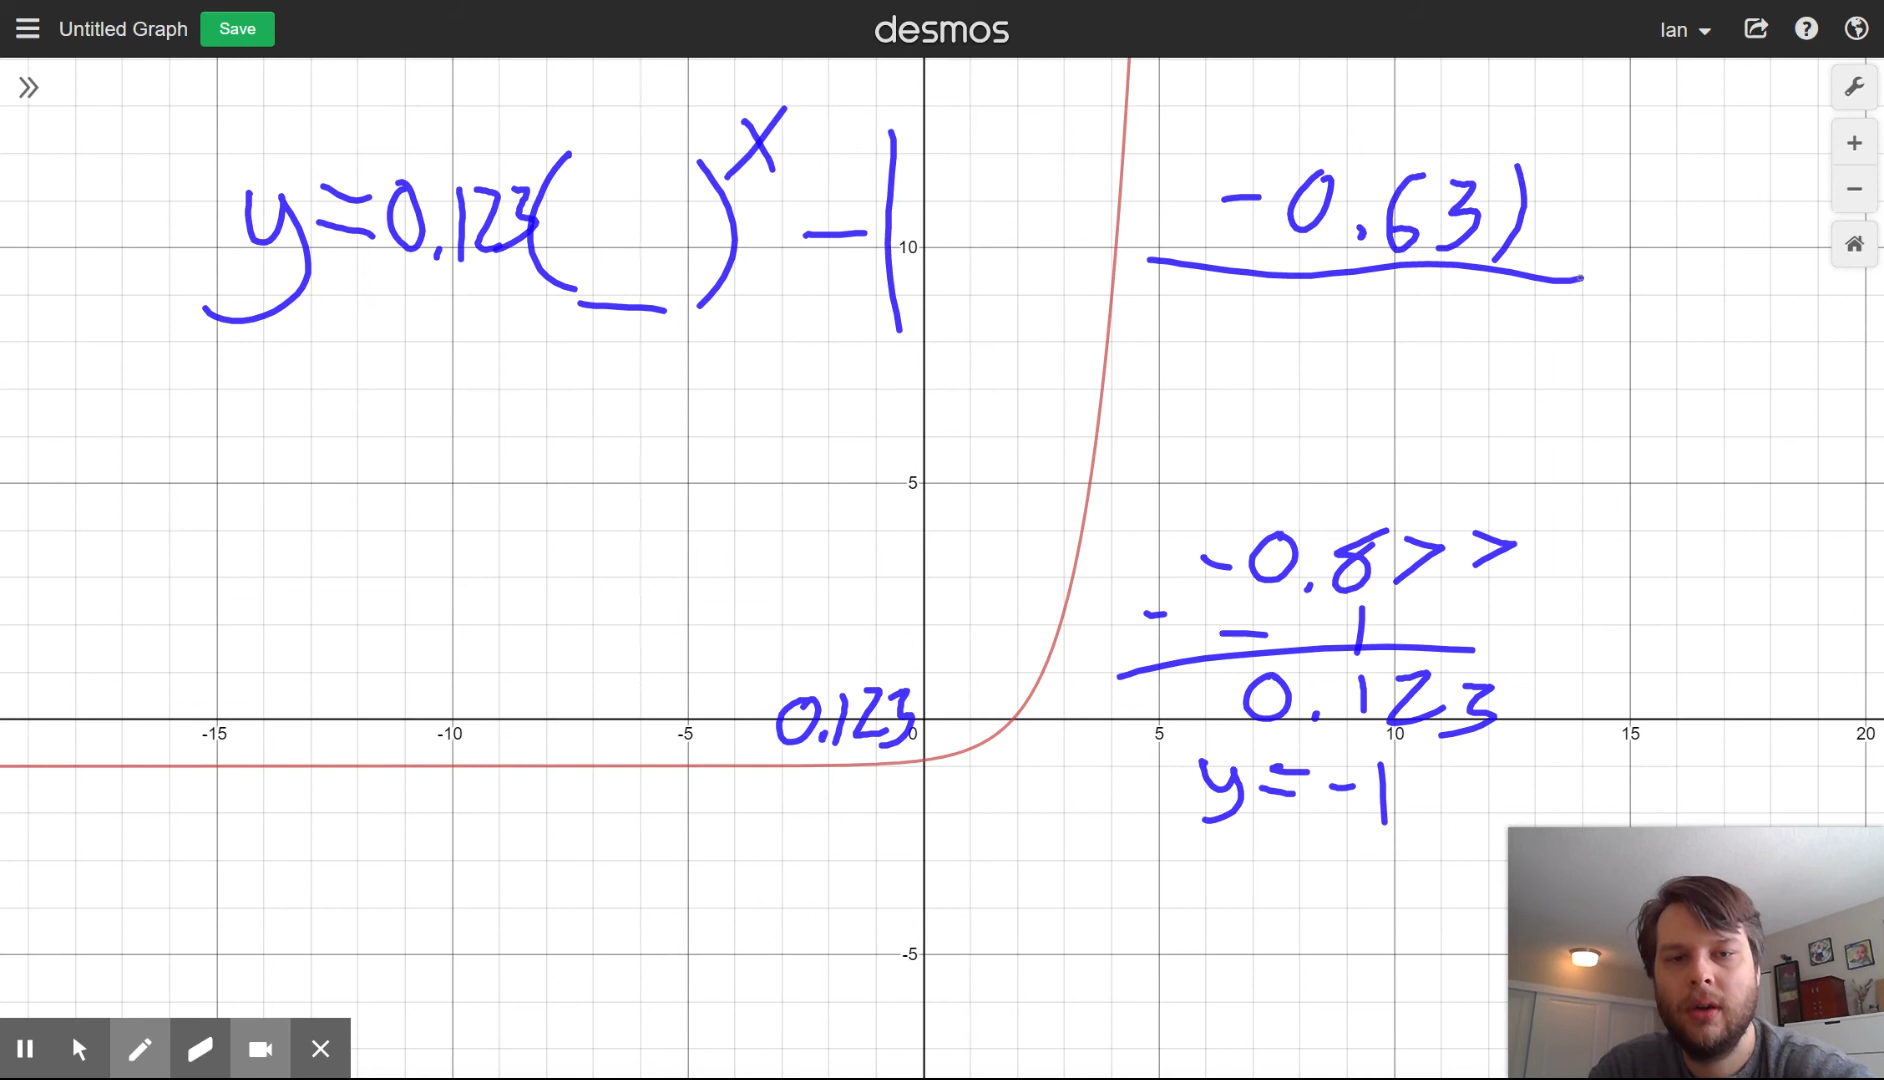 Untitled Graph Save desmos Ian
y=0.123( )^x -1
-0.63)
10
5
-0.877
- -1
0.123
0.123
-15 -10 -5 0 5 10 15 20
y=-1
-5